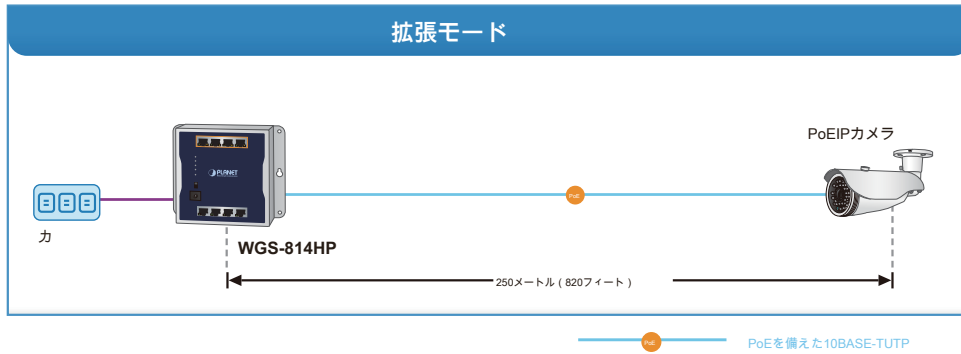 拡張モード
PoEIPカメラ
PLANET
PoE
力
WGS-814HP
250メートル ( 820フィート )
PoE
PoEを備えた10BASE-TUTP